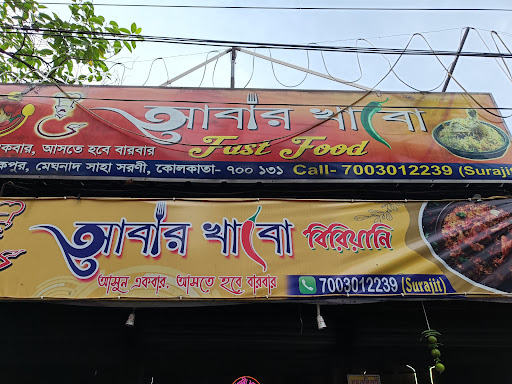 আবার খাবো
Fust Food
কবার, আসতে হবে বারবার
কপুর, মেঘনাদ সাহা সরণী, কোলকাতা- ৭০০ ১৩১ Call- 7003012239 (Surajit
আবার খাবো বিরিয়ানি
আসুন একবার, আসতে হবে বারবার
7003012239 (Surajit)